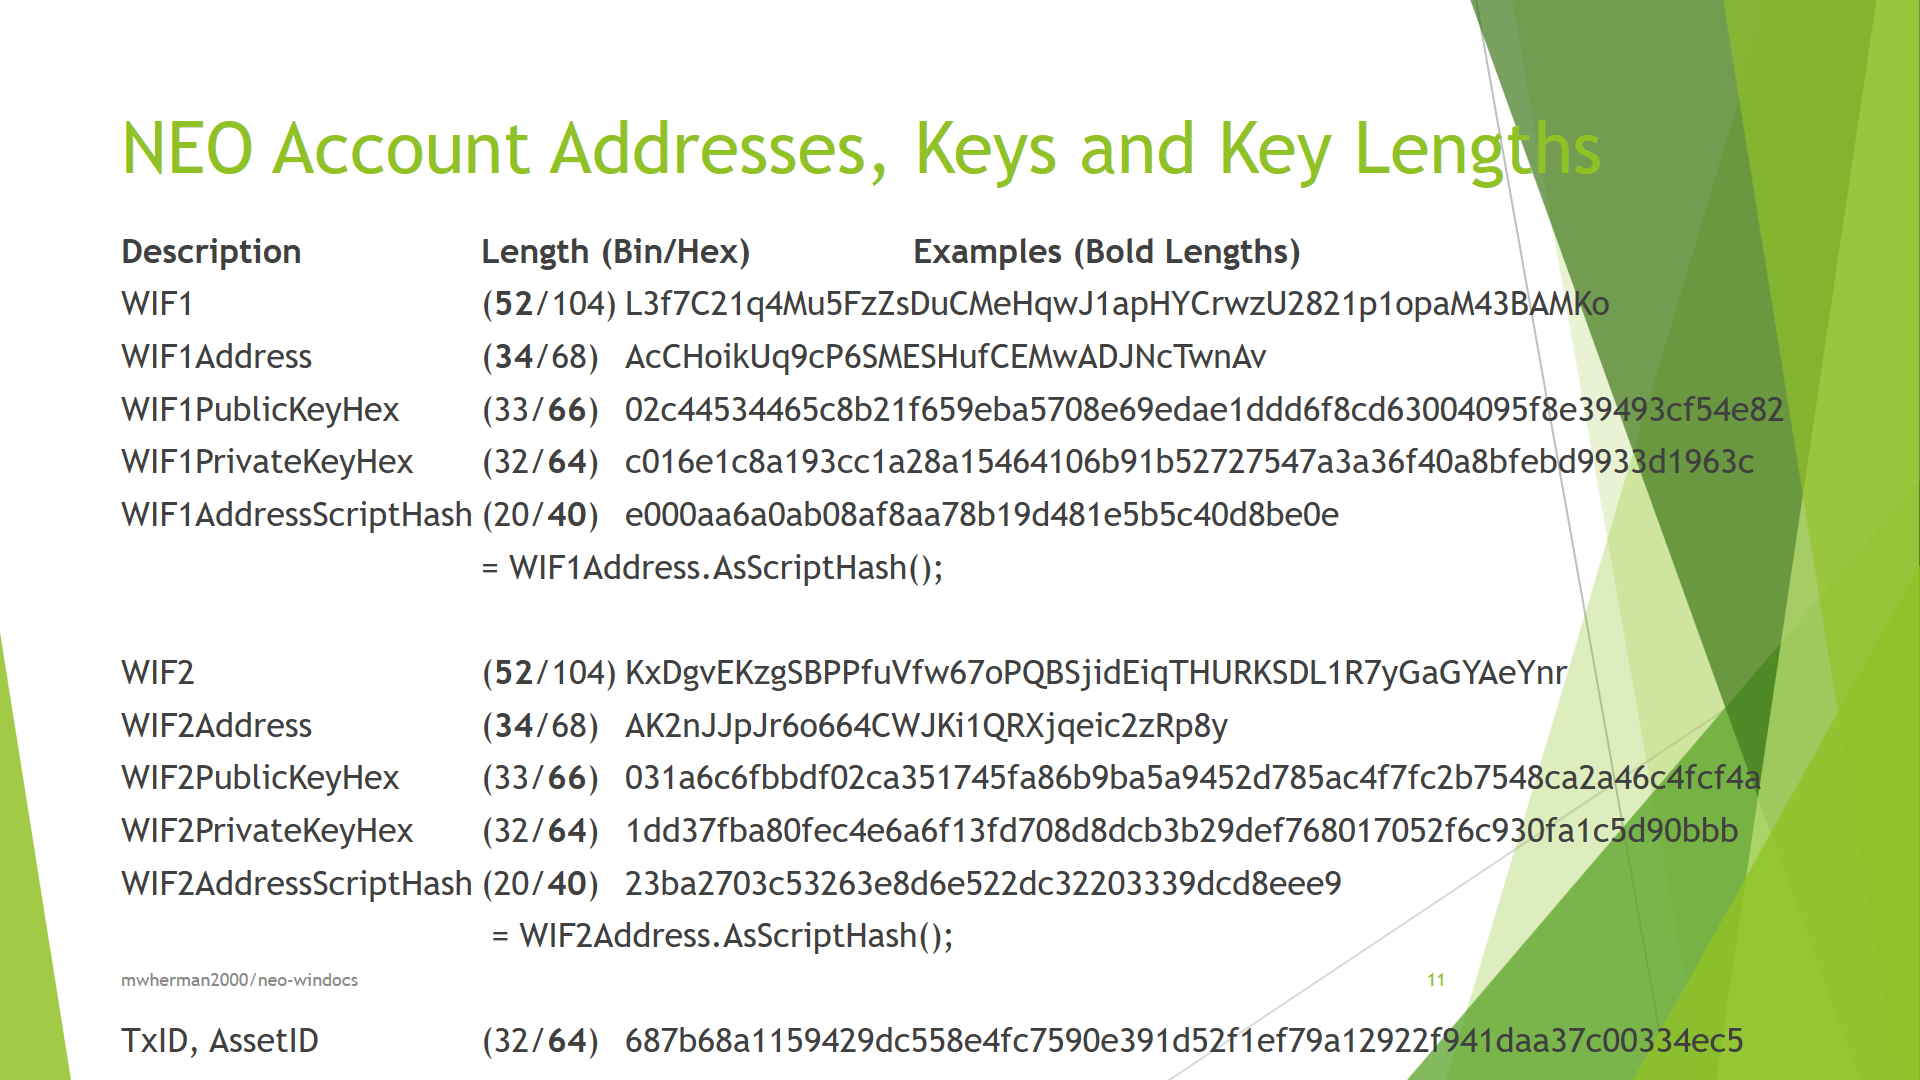 NEO Account Addresses, Keys and Key Lengths
Description Length (Bin/Hex) Examples (Bold Lengths)
WIF1 (52/104) L3f7C21q4Mu5FzZsDuCMeHqwJ1apHYCrwzU2821p1opaM43BAMKo
WIF1Address (34/68) AcCHoikUq9cP6SMESHufCEMwADJNcTwnAv
WIF1PublicKeyHex (33/66) 02c44534465c8b21f659eba5708e69edae1ddd6f8cd63004095f8e39493cf54e82
WIF1PrivateKeyHex (32/64) c016e1c8a193cc1a28a15464106b91b52727547a3a36f40a8bfebd9933d1963c
WIF1AddressScriptHash (20/40) e000aa6a0ab08af8aa78b19d481e5b5c40d8be0e
= WIF1Address.AsScriptHash();
WIF2 (52/104) KxDgvEKzgSBPPfuVfw67oPQBSjidEiqTHURKSDL1R7yGaGYAeYnr
WIF2Address (34/68) AK2nJJpJr6o664CWJKi1QRXjqeic2zRp8y
WIF2PublicKeyHex (33/66) 031a6c6fbbdf02ca351745fa86b9ba5a9452d785ac4f7fc2b7548ca2a46c4fcf4a
WIF2PrivateKeyHex (32/64) 1dd37fba80fec4e6a6f13fd708d8dcb3b29def768017052f6c930fa1c5d90bbb
WIF2AddressScriptHash (20/40) 23ba2703c53263e8d6e522dc32203339dcd8eee9
= WIF2Address.AsScriptHash();
mwherman2000/neo-windocs 11
TxID, AssetID (32/64) 687b68a1159429dc558e4fc7590e391d52f1ef79a12922f941daa37c00334ec5